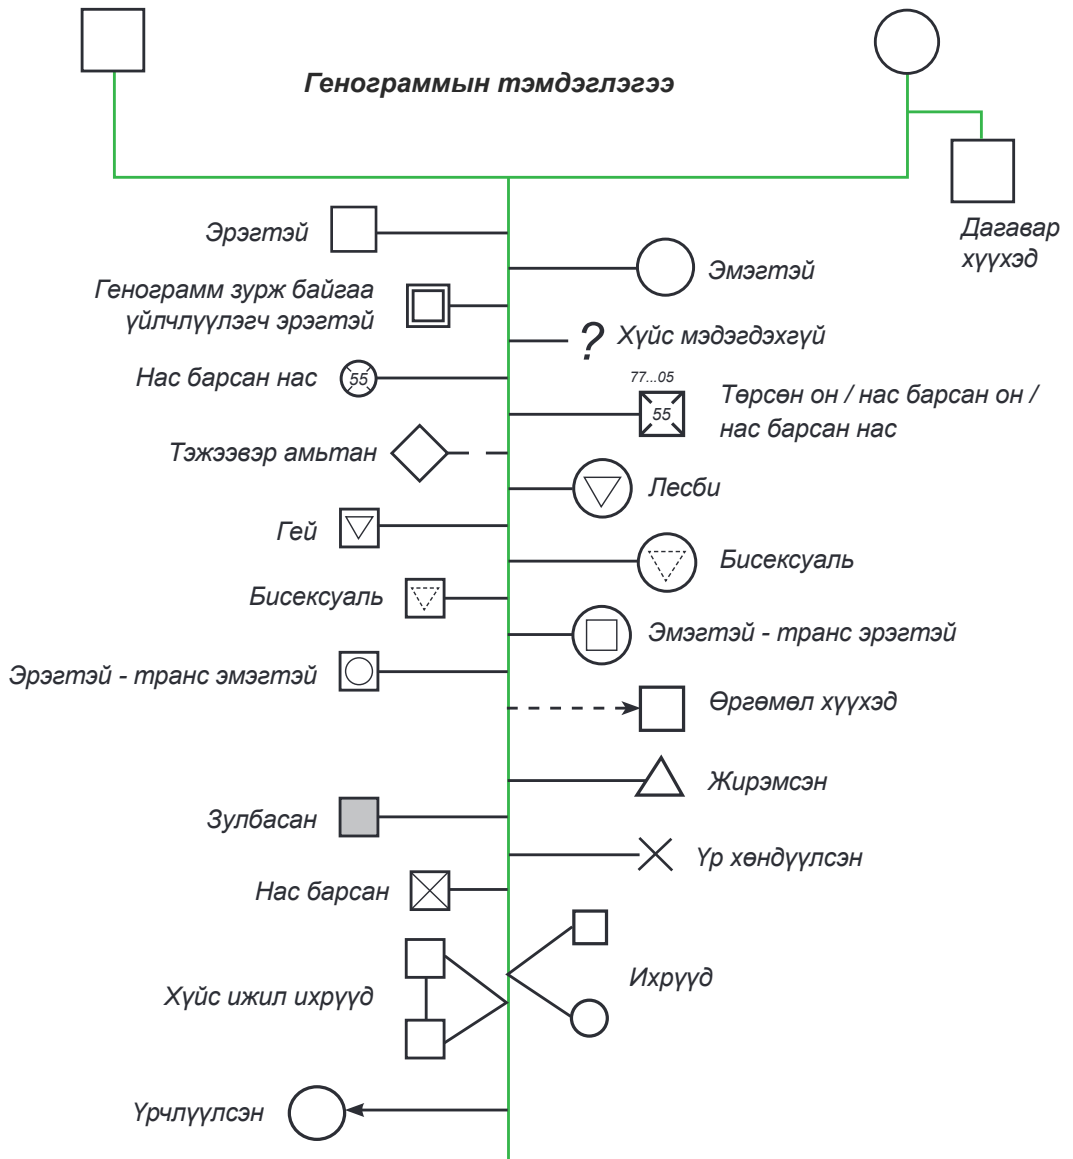 Генограммын тэмдэглэгээ
Дагавар
хүүхэд
Эрэгтэй
Эмэгтэй
Генограмм зурж байгаа
үйлчлүүлэгч эрэгтэй
?
Хүйс мэдэгдэхгүй
Нас барсан нас
55
77...05
55
Төрсөн он / нас барсан он /
нас барсан нас
Тэжээвэр амьтан
Лесби
Гей
Бисексуаль
Бисексуаль
Эмэгтэй - транс эрэгтэй
Эрэгтэй - транс эмэгтэй
Өргөмөл хүүхэд
Жирэмсэн
Зулбасан
Үр хөндүүлсэн
Нас барсан
Ихрүүд
Хүйс ижил ихрүүд
Үрчлүүлсэн